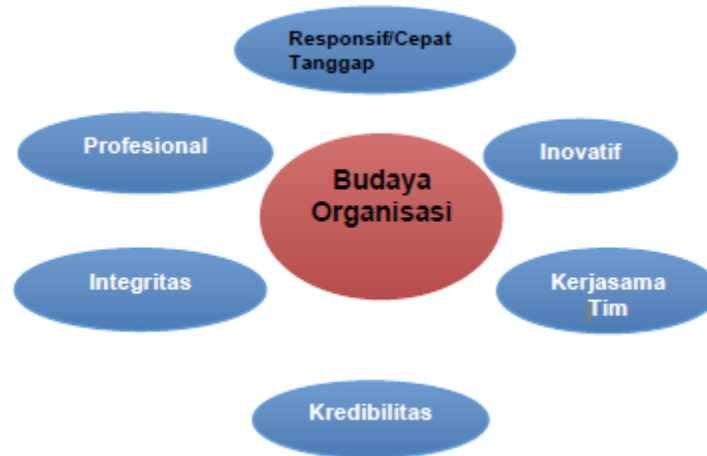 Responsif/Cepat
Tanggap
Profesional
Inovatif
Budaya
Organisasi
Integritas
Kerjasama
Tim
Kredibilitas